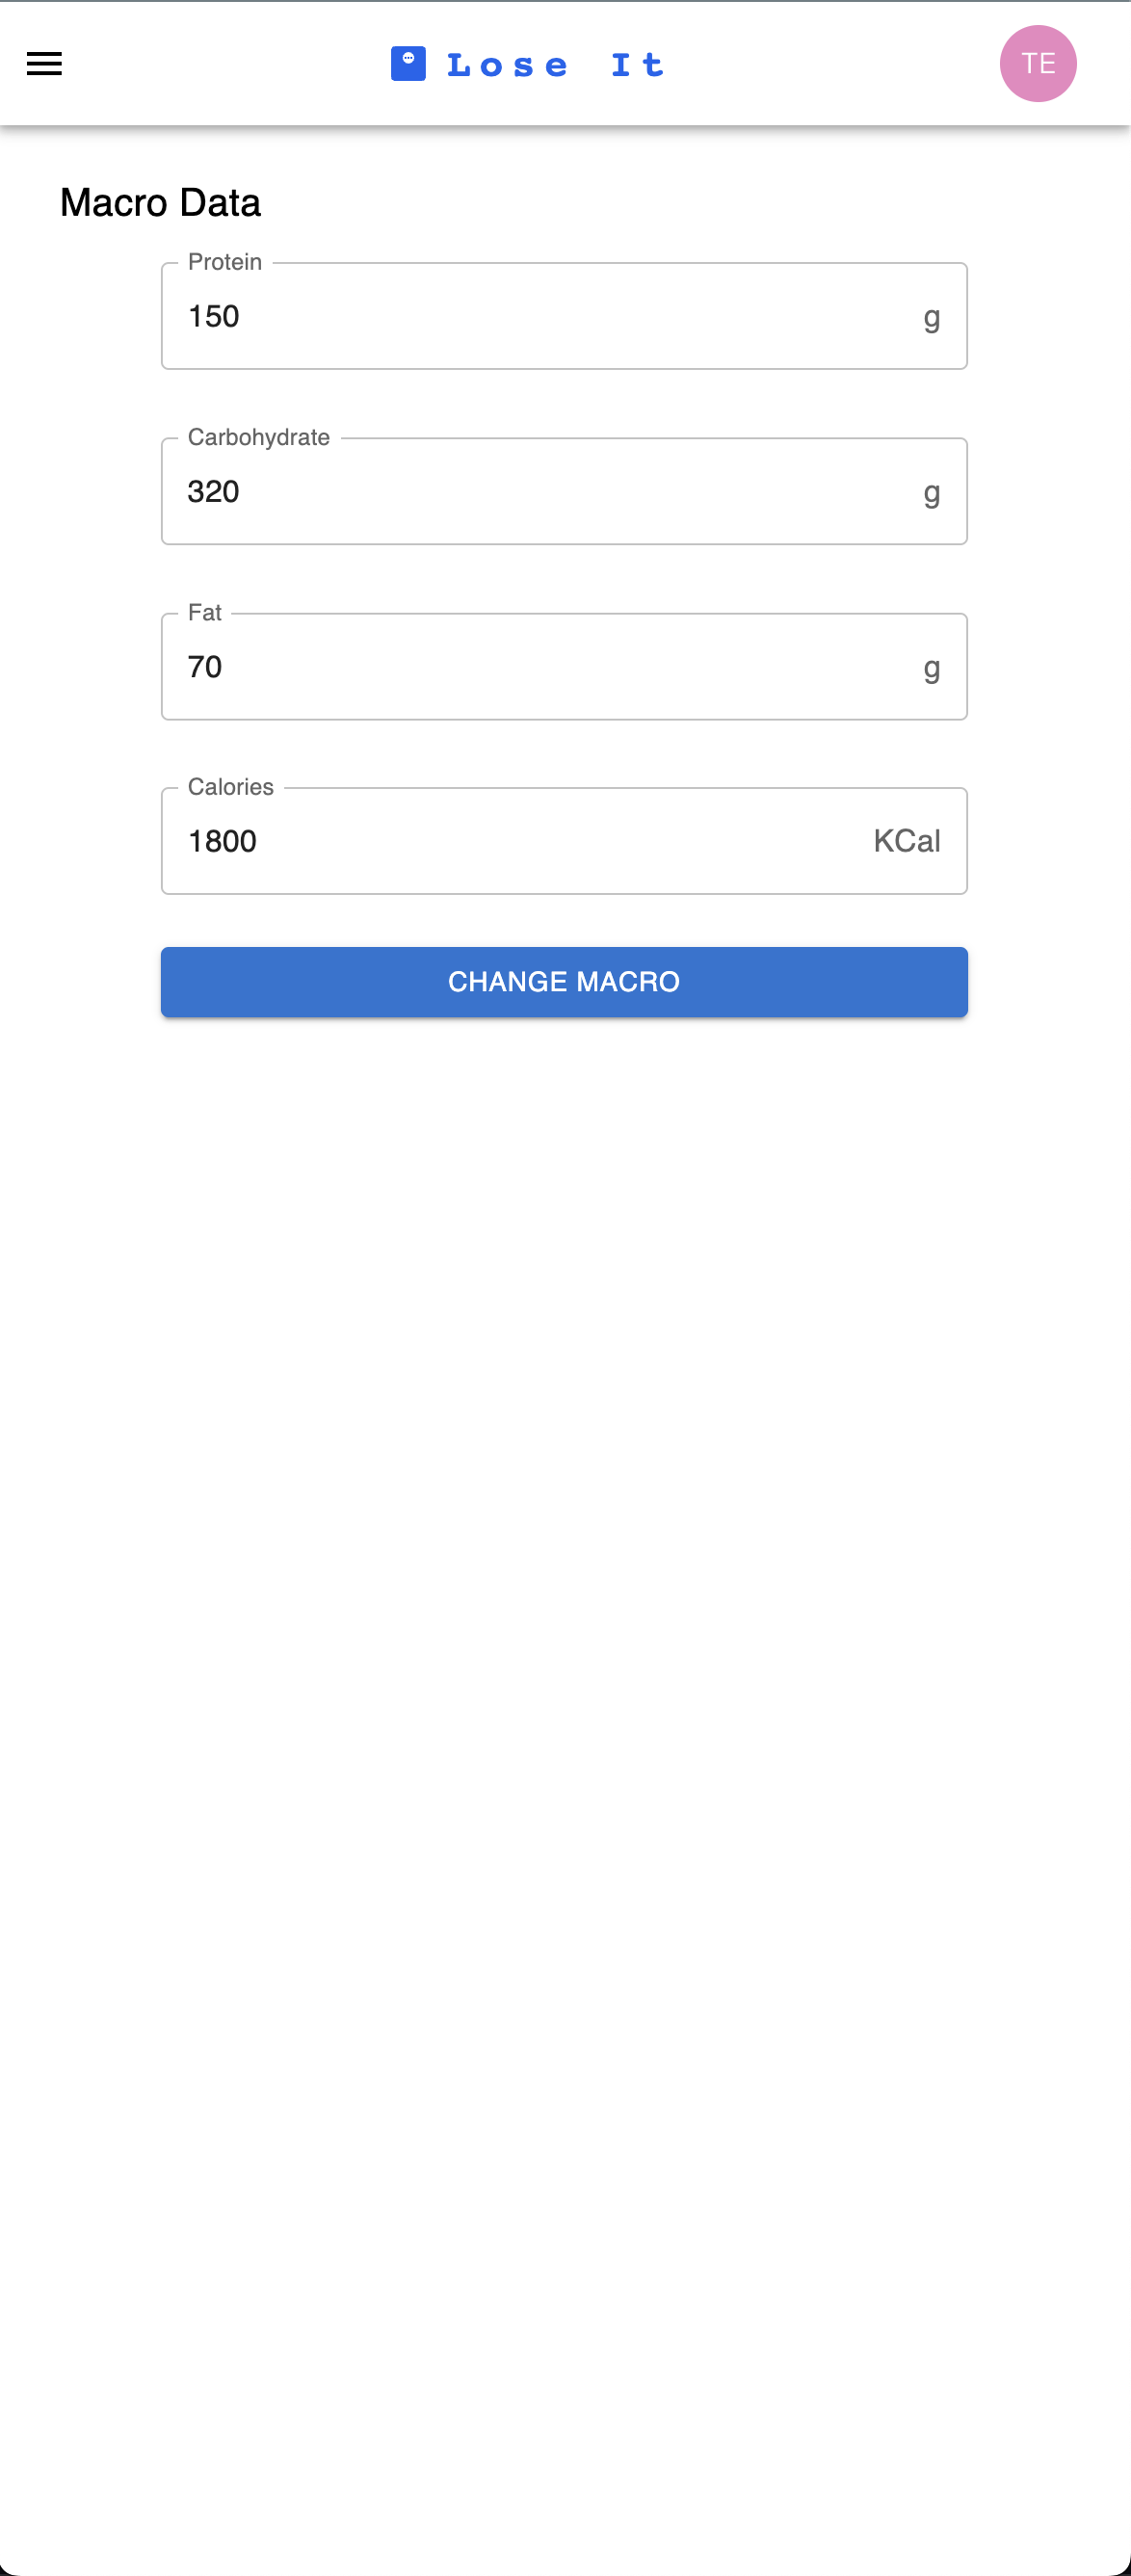 Lose It
TE
Macro Data
Protein
150 g
Carbohydrate
320 g
Fat
70 g
Calories
1800 KCal
CHANGE MACRO